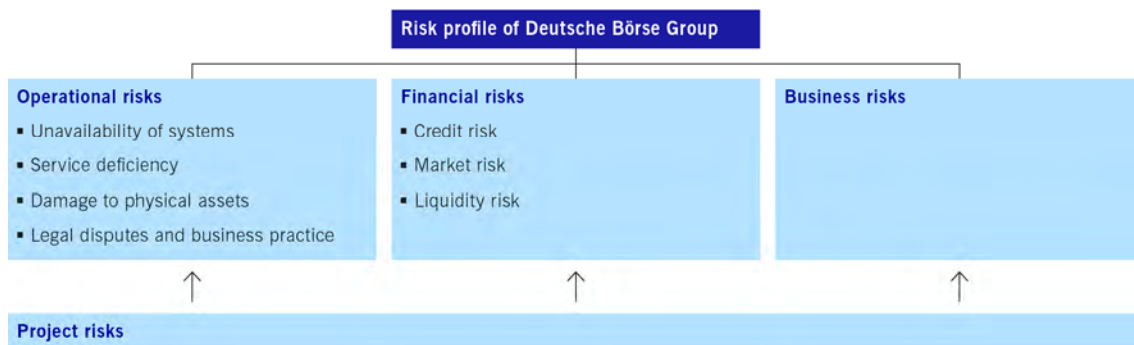 Risk profile of Deutsche Börse Group
Operational risks
▪ Unavailability of systems
▪ Service deficiency
▪ Damage to physical assets
▪ Legal disputes and business practice
Financial risks
▪ Credit risk
▪ Market risk
▪ Liquidity risk
Business risks
Project risks